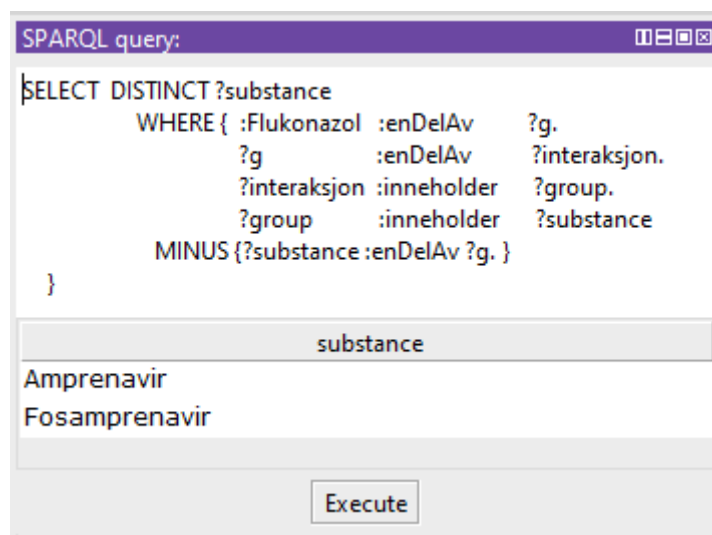 SPARQL query:
SELECT DISTINCT ?substance
WHERE { :Flukonazol :enDelAv ?g.
?g :enDelAv ?interaksjon.
?interaksjon :inneholder ?group.
?group :inneholder ?substance
MINUS {?substance :enDelAv ?g. }
}
substance
Amprenavir
Fosamprenavir
Execute